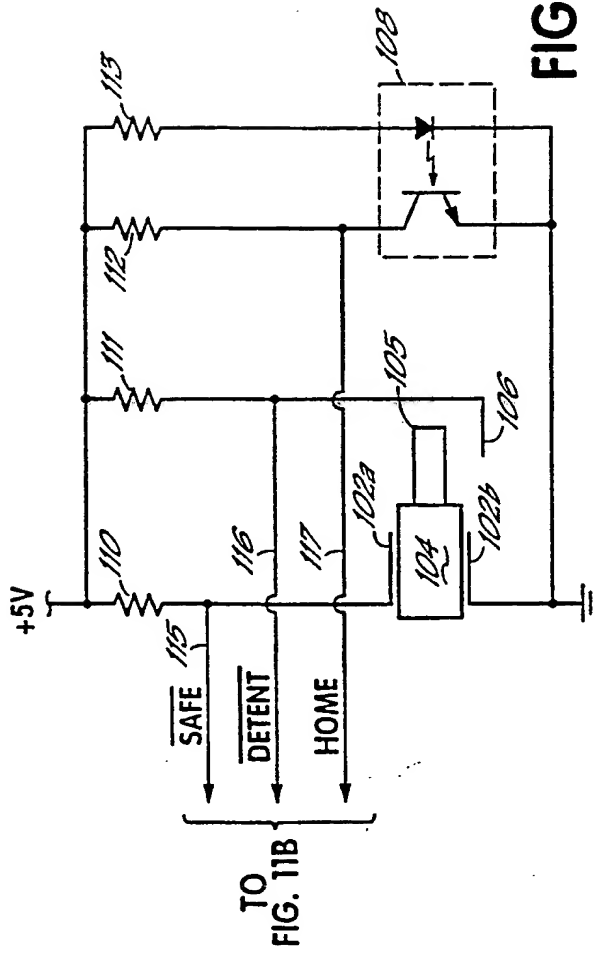 +5V
110
111
112
113
115
SAFE
116
DETENT
117
HOME
102a
104
105
102b
106
108
TO
FIG. 11B
FIG